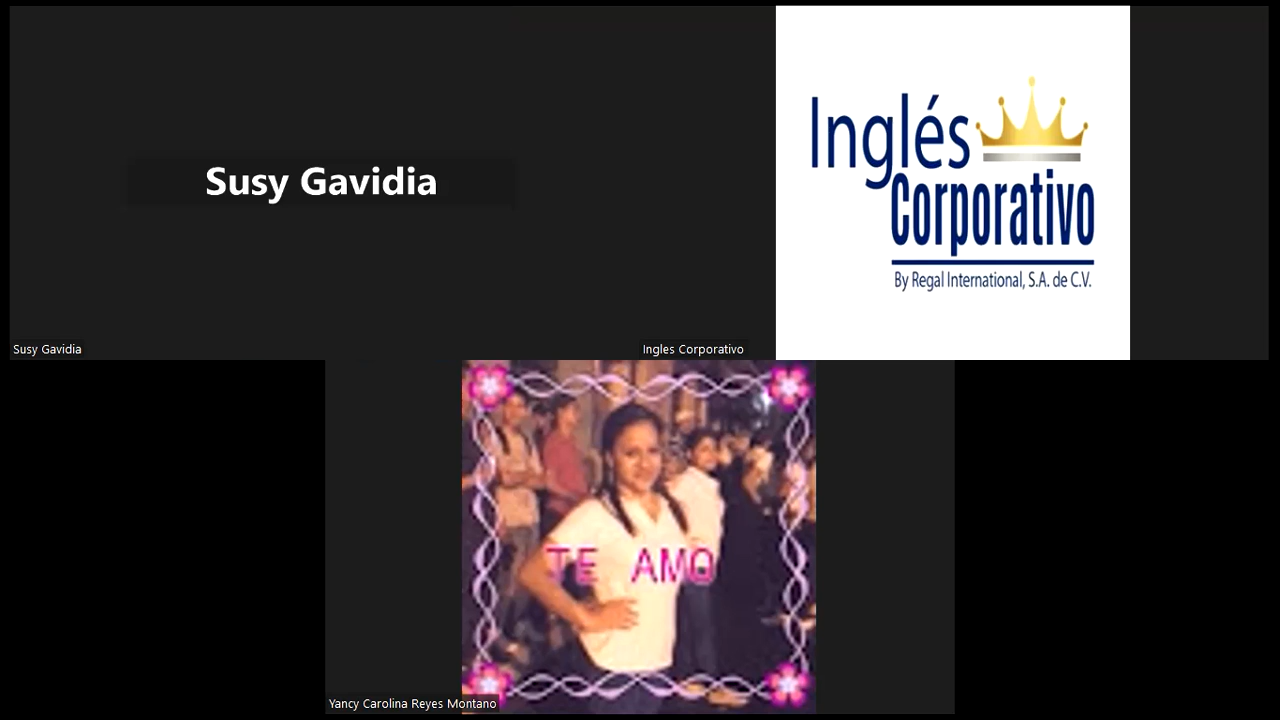 Susy Gavidia
Susy Gavidia
Inglés
Corporativo
By Regal International, S.A. de C.V.
Ingles Corporativo
TE AMO
Yancy Carolina Reyes Montano